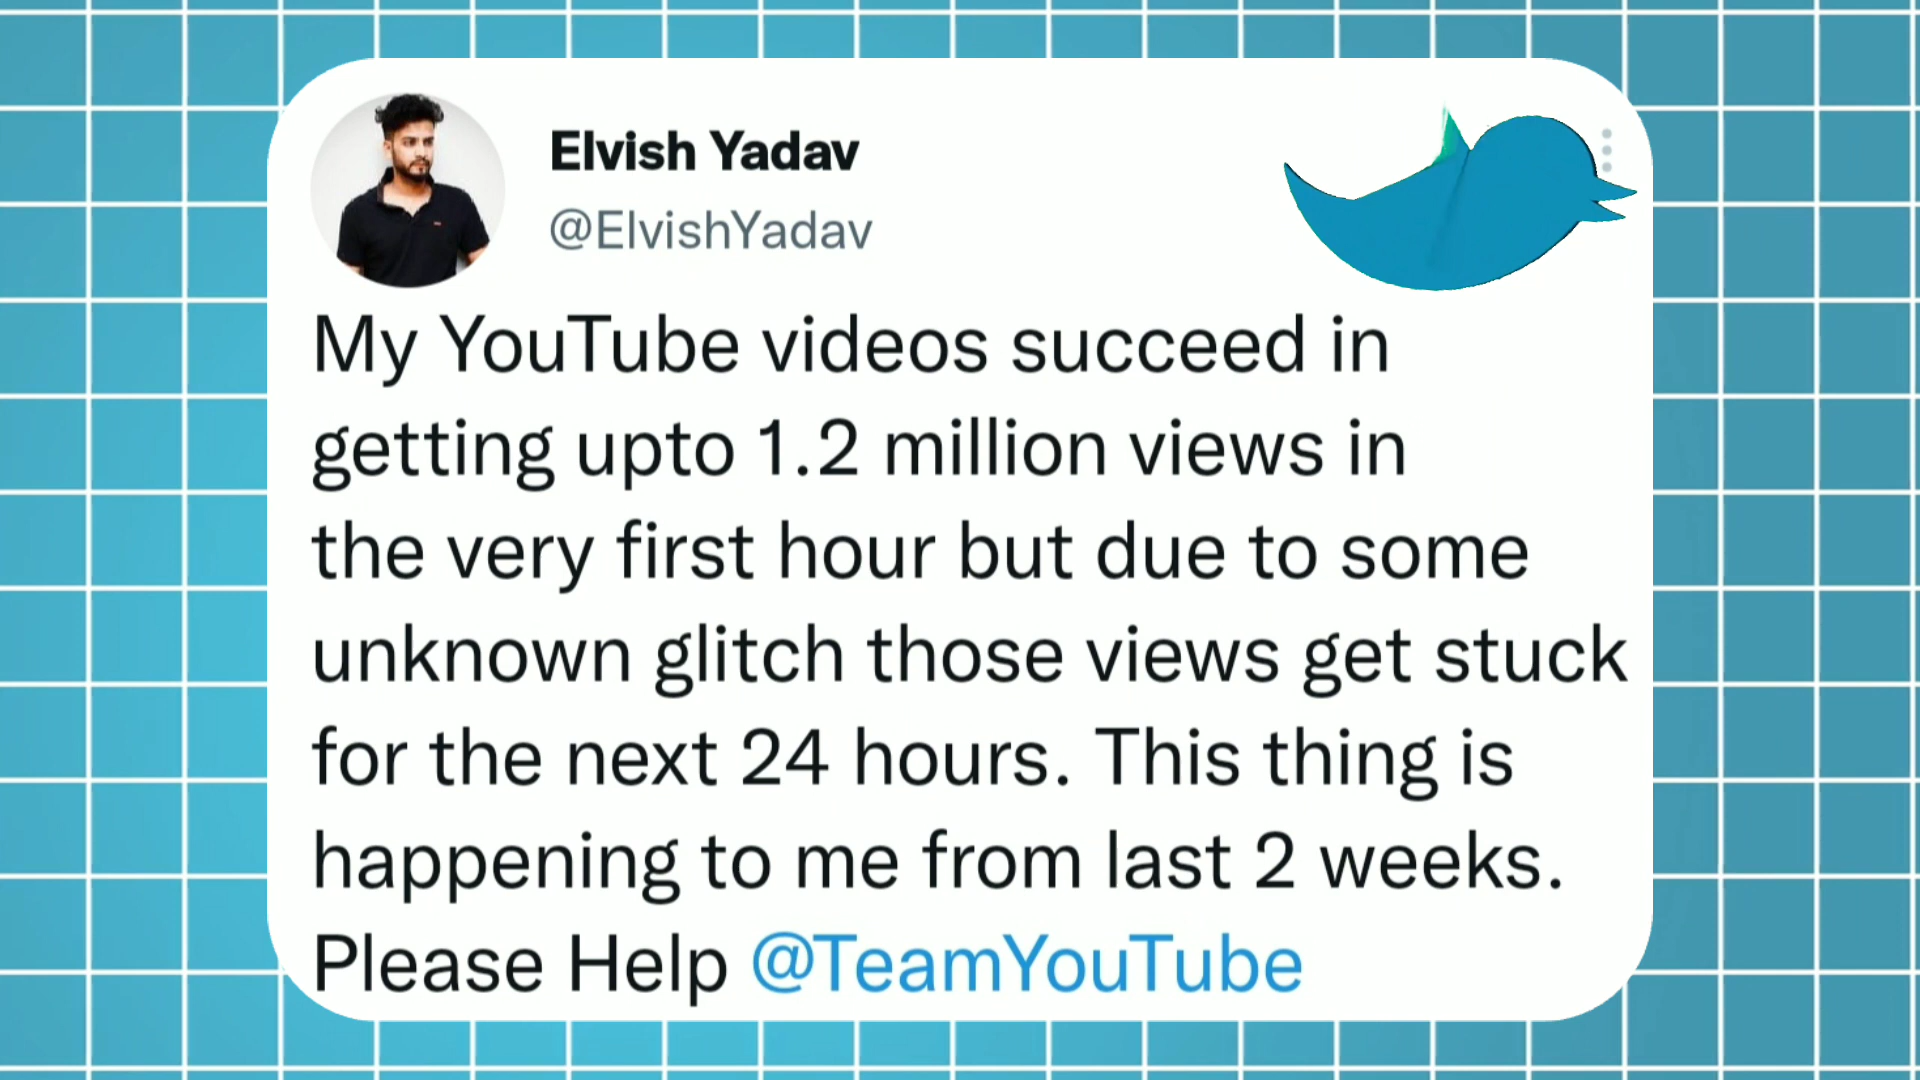 Elvish Yadav
@ElvishYadav
My YouTube videos succeed in
getting upto 1.2 million views in
the very first hour but due to some
unknown glitch those views get stuck
for the next 24 hours. This thing is
happening to me from last 2 weeks.
Please Help @TeamYouTube